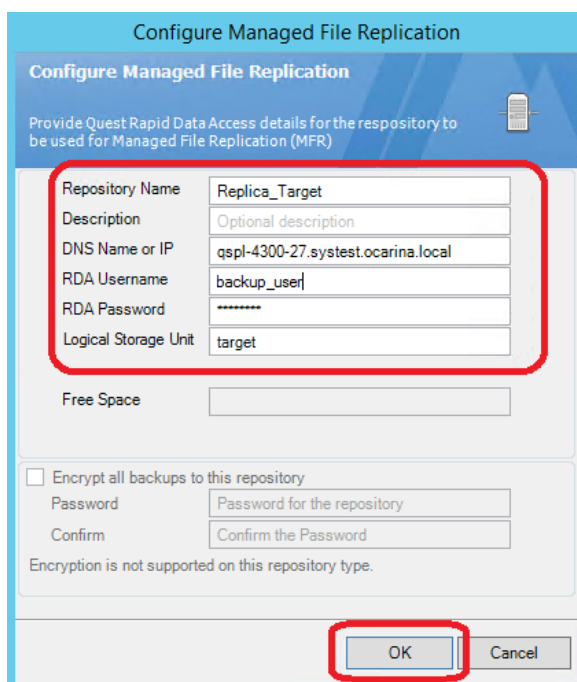 Configure Managed File Replication
Configure Managed File Replication
Provide Quest Rapid Data Access details for the respository to
be used for Managed File Replication (MFR)
Repository Name Replica_Target
Description Optional description
DNS Name or IP qspl-4300-27.systest.ocarina.local
RDA Username backup_user
RDA Password ********
Logical Storage Unit target
Free Space
Encrypt all backups to this repository
Password Password for the repository
Confirm Confirm the Password
Encryption is not supported on this repository type.
OK Cancel